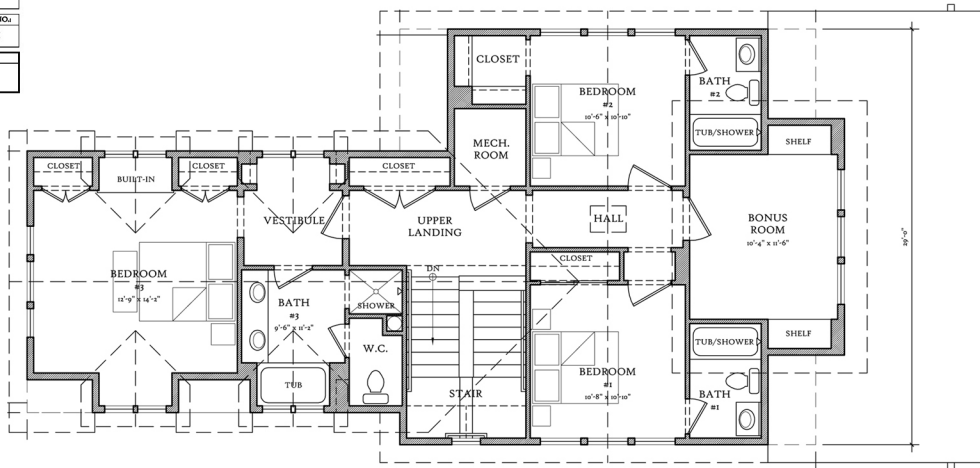 CLOSET
BEDROOM
#2
10'-6" x 10'-10"
BATH
#2
TUB/SHOWER
MECH.
ROOM
SHELF
CLOSET
BUILT-IN
CLOSET
CLOSET
VESTIBULE
UPPER
LANDING
HALL
BONUS
ROOM
10'-4" x 11'-6"
29'-0"
CLOSET
DN
BEDROOM
#3
12'-9" x 14'-2"
BATH
#3
9'-6" x 11'-2"
SHOWER
W.C.
TUB
STAIR
BEDROOM
#1
10'-8" x 10'-10"
SHELF
TUB/SHOWER
BATH
#1